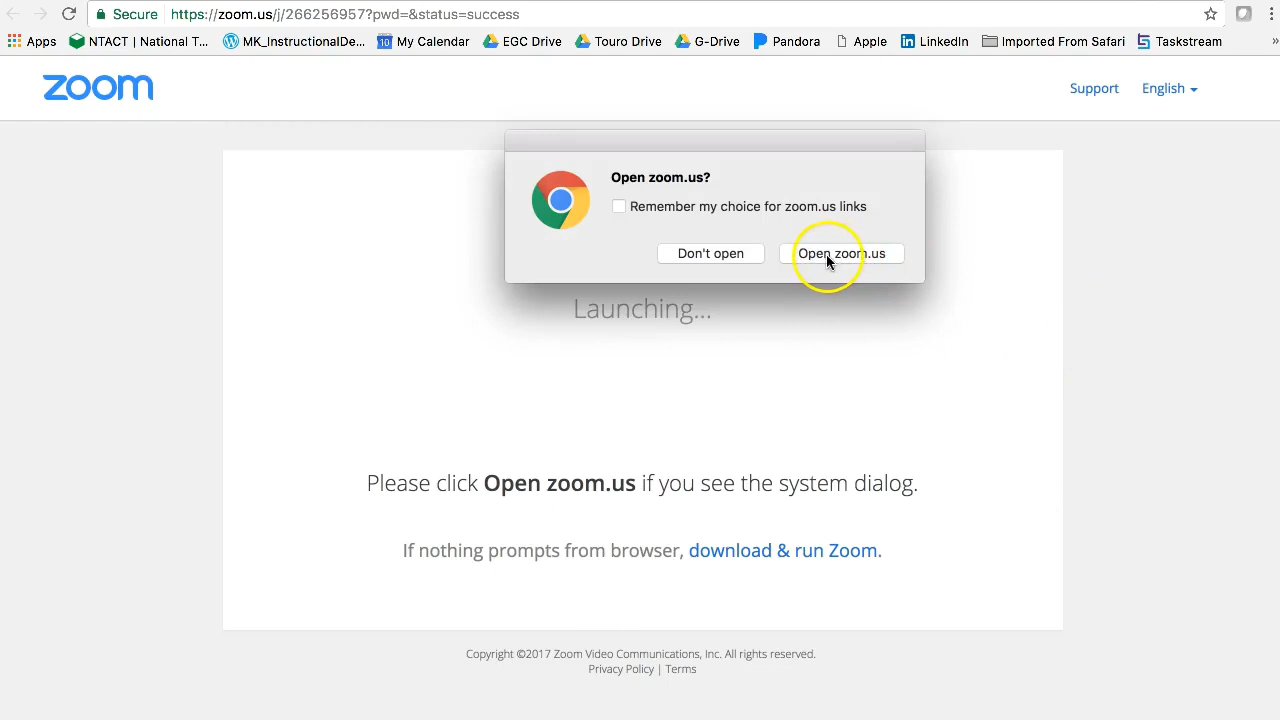 Secure https://zoom.us/j/266256957?pwd=&status=success
Apps NTACT | National T... MK_InstructionalDe... 10 My Calendar EGC Drive Touro Drive G-Drive Pandora Apple LinkedIn Imported From Safari Taskstream »
zoom Support English
Open zoom.us?
Remember my choice for zoom.us links
Don't open Open zoom.us
Launching...
Please click Open zoom.us if you see the system dialog.
If nothing prompts from browser, download & run Zoom.
Copyright ©2017 Zoom Video Communications, Inc. All rights reserved.
Privacy Policy | Terms